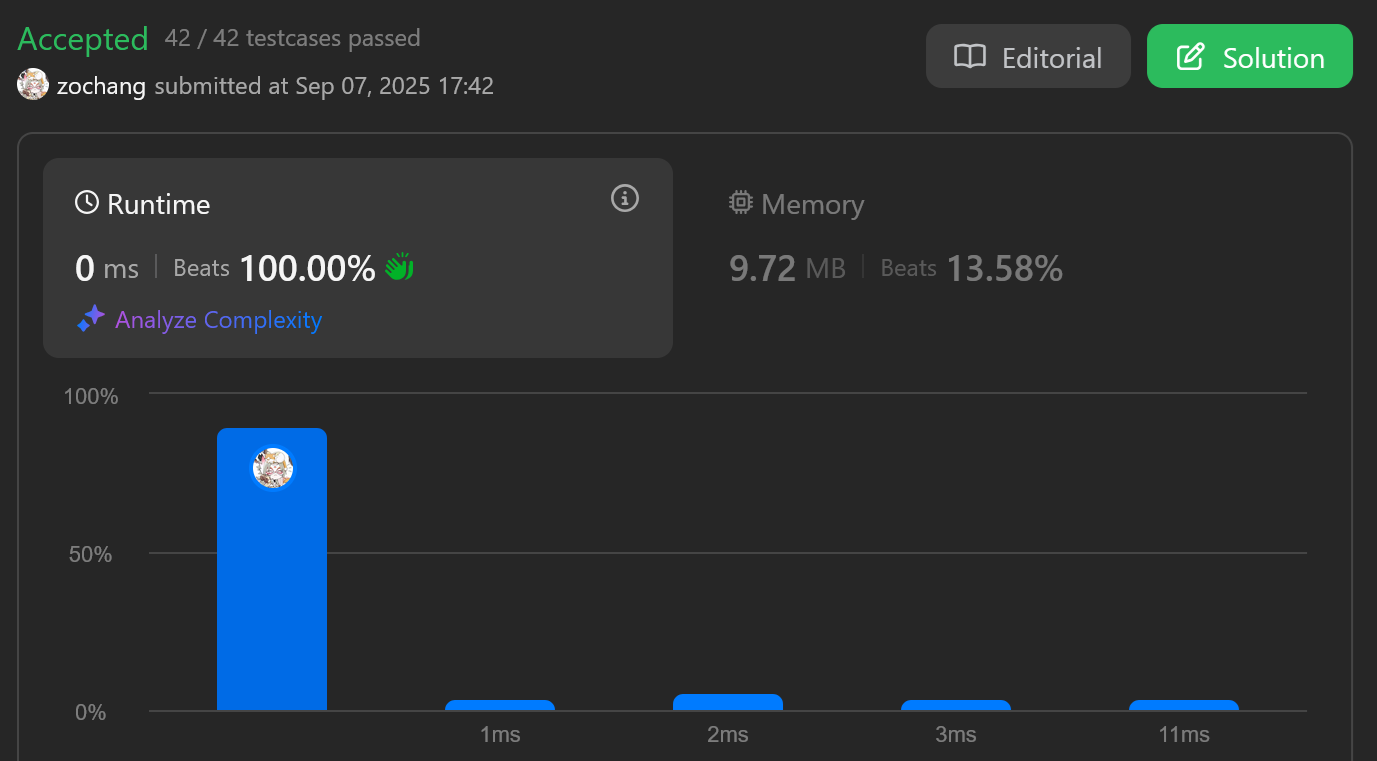 Accepted 42 / 42 testcases passed
Editorial
Solution
zochang submitted at Sep 07, 2025 17:42
Runtime
Memory
0 ms | Beats 100.00%
9.72 MB | Beats 13.58%
Analyze Complexity
100%
50%
0%
1ms 2ms 3ms 11ms